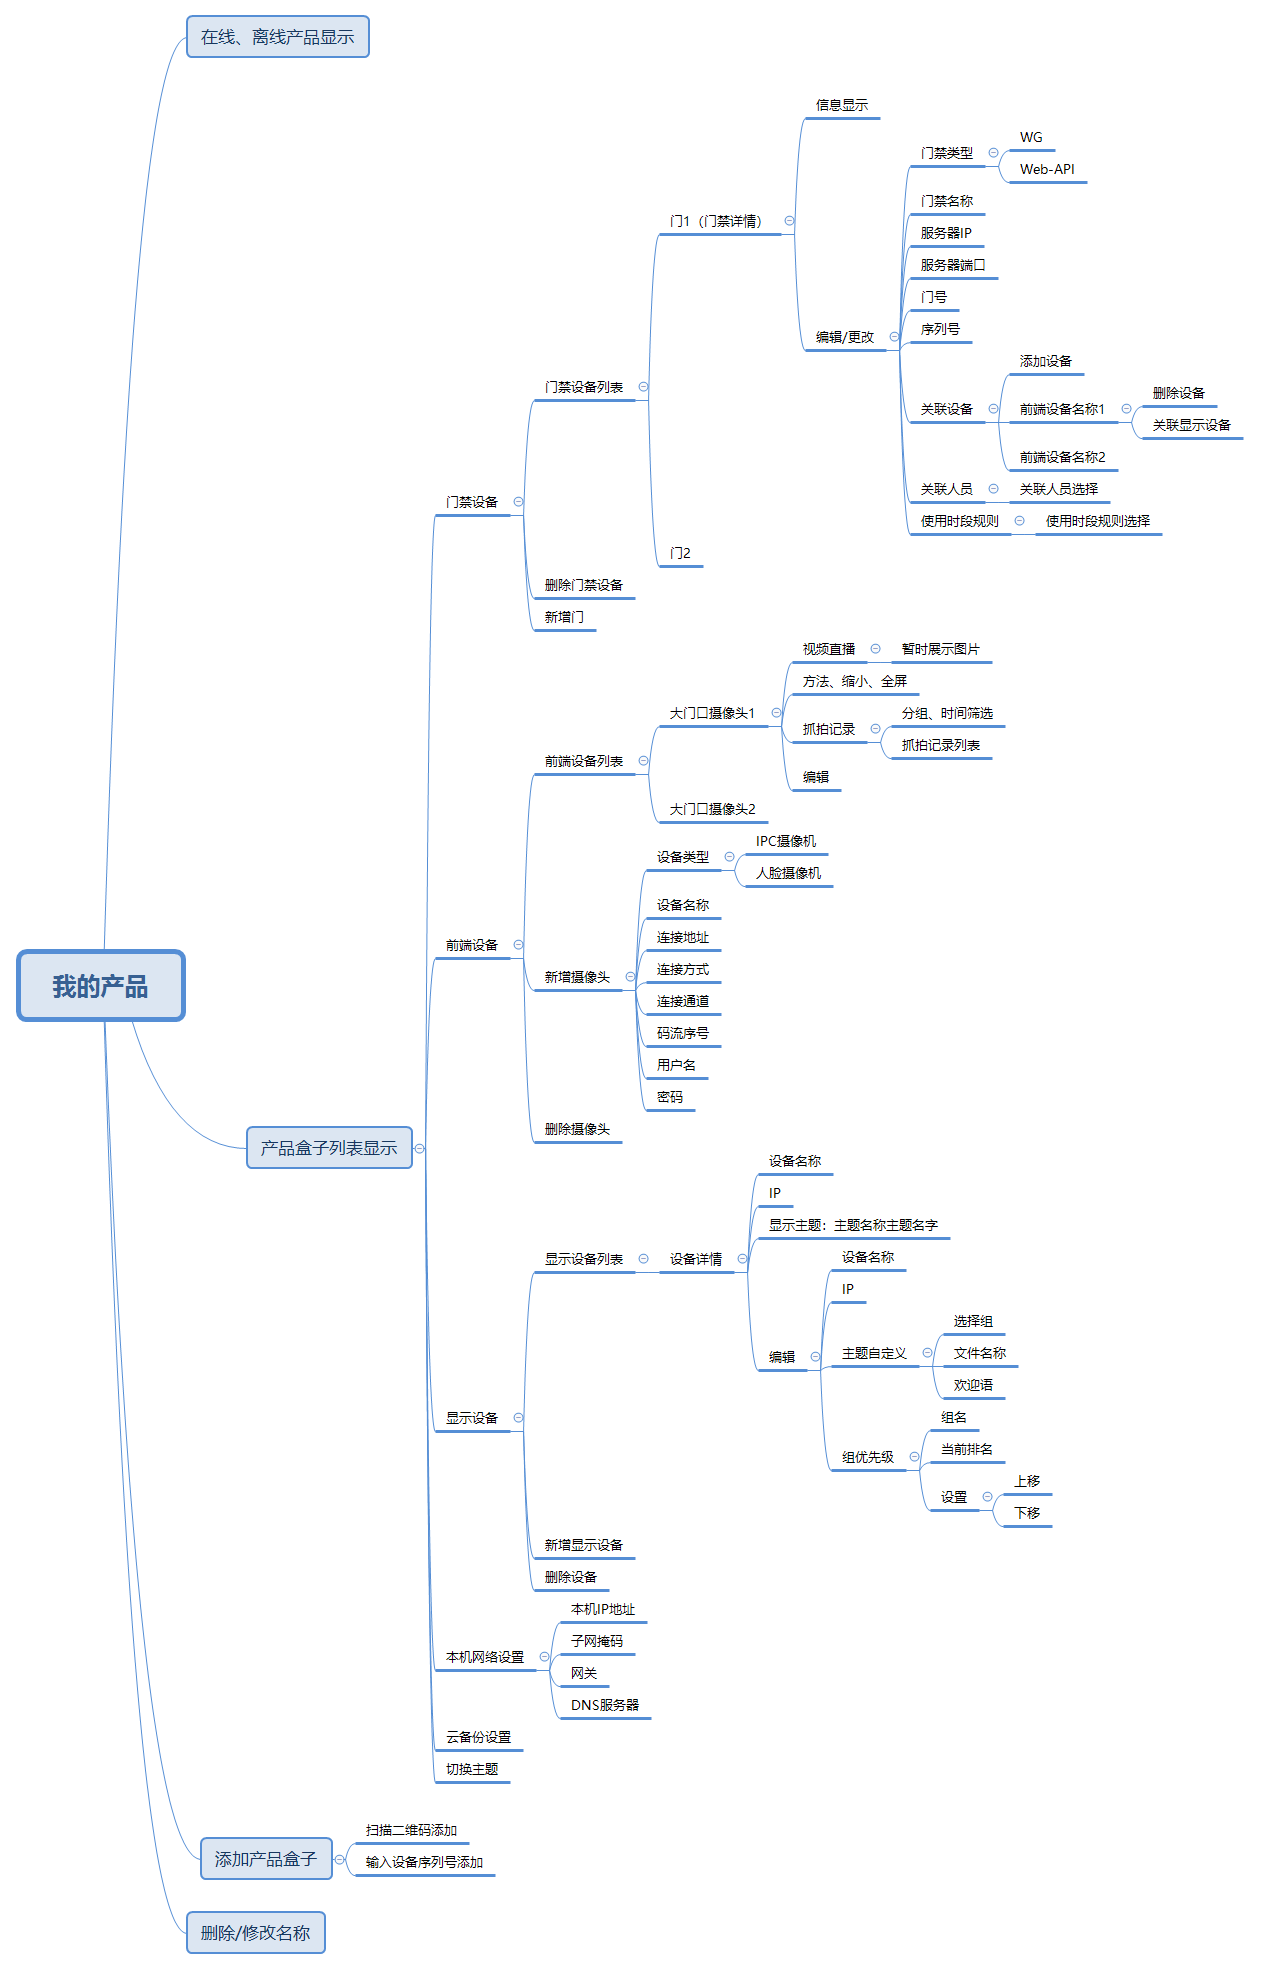 我的产品
在线、离线产品显示
产品盒子列表显示
门禁设备
门禁设备列表
门1（门禁详情）
信息显示
编辑/更改
门禁类型
WG
Web-API
门禁名称
服务器IP
服务器端口
门号
序列号
关联设备
添加设备
前端设备名称1
删除设备
关联显示设备
前端设备名称2
关联人员
关联人员选择
使用时段规则
使用时段规则选择
门2
删除门禁设备
新增门
前端设备
前端设备列表
大门口摄像头1
视频直播
暂时展示图片
方法、缩小、全屏
抓拍记录
分组、时间筛选
抓拍记录列表
编辑
大门口摄像头2
新增摄像头
设备类型
IPC摄像机
人脸摄像机
设备名称
连接地址
连接方式
连接通道
码流序号
用户名
密码
删除摄像头
显示设备
显示设备列表
设备详情
设备名称
IP
显示主题：主题名称主题名字
编辑
设备名称
IP
主题自定义
选择组
文件名称
欢迎语
组优先级
组名
当前排名
设置
上移
下移
新增显示设备
删除设备
本机网络设置
本机IP地址
子网掩码
网关
DNS服务器
云备份设置
切换主题
添加产品盒子
扫描二维码添加
输入设备序列号添加
删除/修改名称